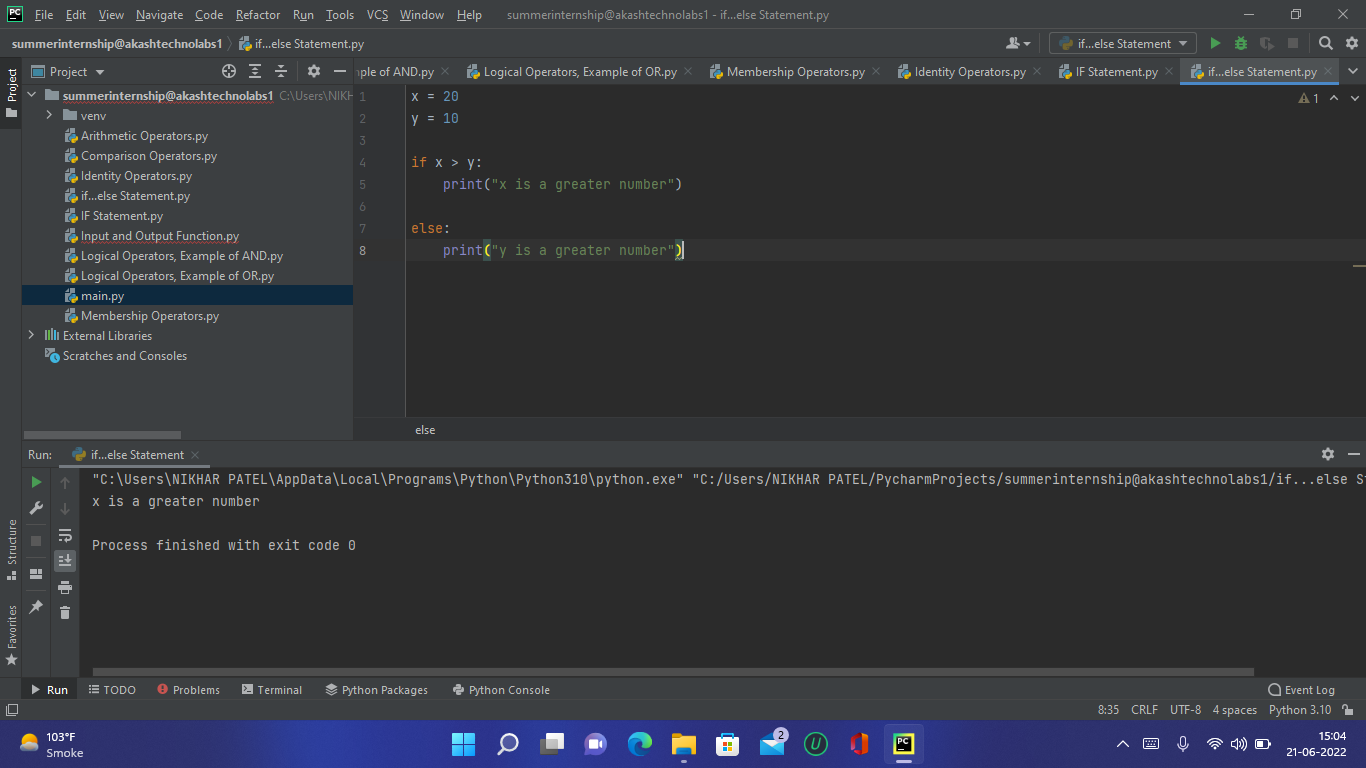 PC File Edit View Navigate Code Refactor Run Tools VCS Window Help summerinternship@akashtechnolabs1 - if...else Statement.py
summerinternship@akashtechnolabs1 if...else Statement.py if...else Statement
Project
Project
ple of AND.py Logical Operators, Example of OR.py Membership Operators.py Identity Operators.py IF Statement.py if...else Statement.py
summerinternship@akashtechnolabs1 C:\Users\NIKH
venv
Arithmetic Operators.py
Comparison Operators.py
Identity Operators.py
if...else Statement.py
IF Statement.py
Input and Output Function.py
Logical Operators, Example of AND.py
Logical Operators, Example of OR.py
main.py
Membership Operators.py
External Libraries
Scratches and Consoles
1 x = 20
2 y = 10
3
4 if x > y:
5 print("x is a greater number")
6
7 else:
8 print("y is a greater number")
1
else
Run: if...else Statement
"C:\Users\NIKHAR PATEL\AppData\Local\Programs\Python\Python310\python.exe" "C:/Users/NIKHAR PATEL/PycharmProjects/summerinternship@akashtechnolabs1/if...else S
x is a greater number
Process finished with exit code 0
Structure
Favorites
Run TODO Problems Terminal Python Packages Python Console Event Log
8:35 CRLF UTF-8 4 spaces Python 3.10
103°F
Smoke
2
U
PC
15:04
21-06-2022